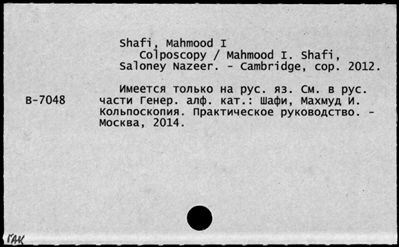 Shafi, Mahmood I
Colposcopy / Mahmood I. Shafi,
Saloney Nazeer. - Cambridge, cop. 2012.
Имеется только на рус. яз. См. в рус.
В-7048 части Генер. алф. кат.: Шафи, Махмуд И.
Кольпоскопия. Практическое руководство. -
Москва, 2014.
ГАК